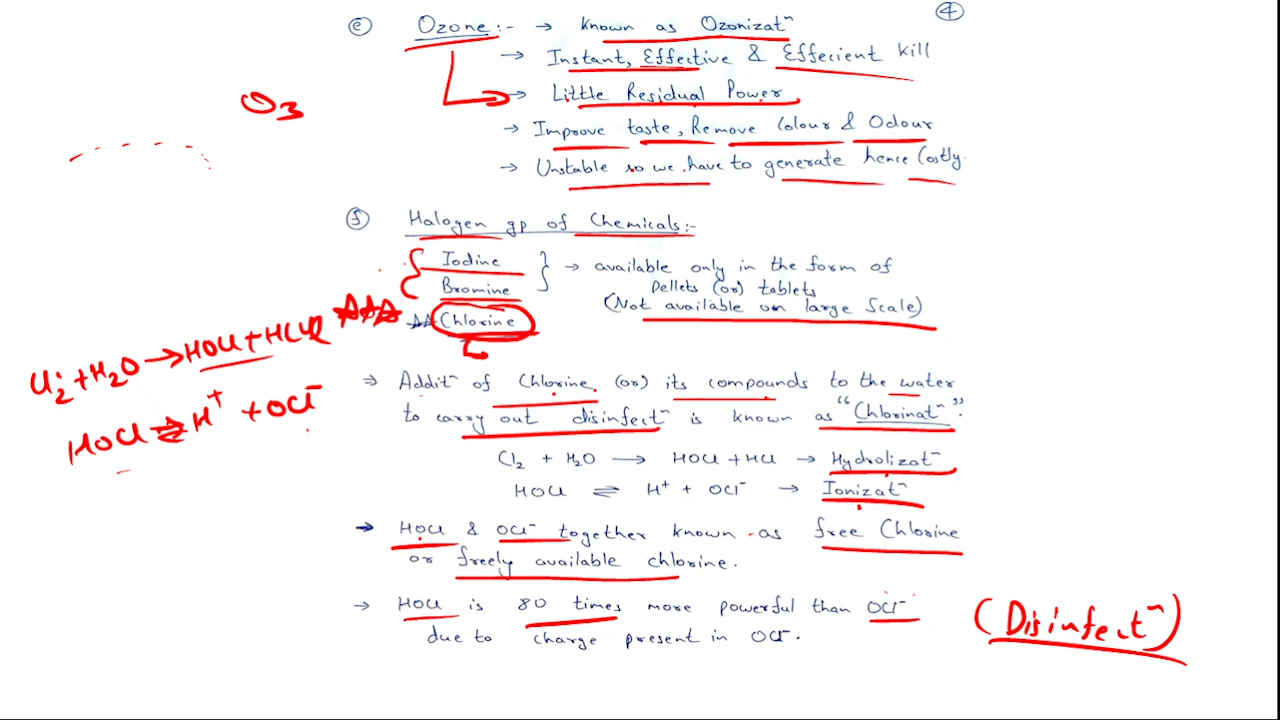 ④
ⓔ Ozone :- → Known as Ozonizatⁿ
→ Instant, Effective & Effecient kill
O3
→ Little Residual Power
→ Improve taste, Remove Colour & Odour
→ Unstable so we have to generate hence Costly.
ⓕ Halogen gp of Chemicals:-
Iodine
Bromine
} → available only in the form of
Pellets (or) tablets
(Not available on large Scale)
Chlorine
Cl2 + H2O → HOCl + HCl
HOCl ⇌ H+ + OCl-
⇒ Additⁿ of Chlorine (or) its compounds to the water
to carry out disinfectⁿ is known as "Chlorinatⁿ".
Cl2 + H2O → HOCl + HCl → Hydrolizatⁿ
HOCl ⇌ H+ + OCl- → Ionizatⁿ
→ HOCl & OCl- together known as free Chlorine
or freely available chlorine.
→ HOCl is 80 times more powerful than OCl-
due to charge present in OCl-.
(Disinfectⁿ)